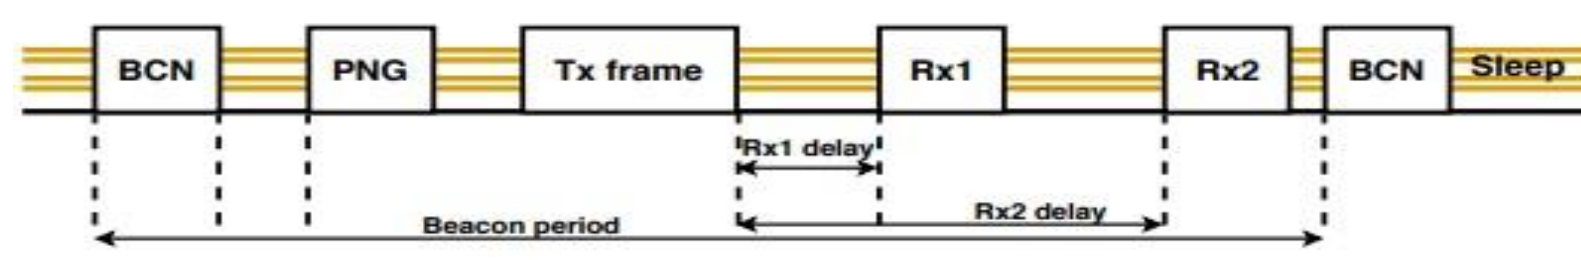 BCN PNG Tx frame Rx1 Rx2 BCN Sleep
Rx1 delay
Rx2 delay
Beacon period